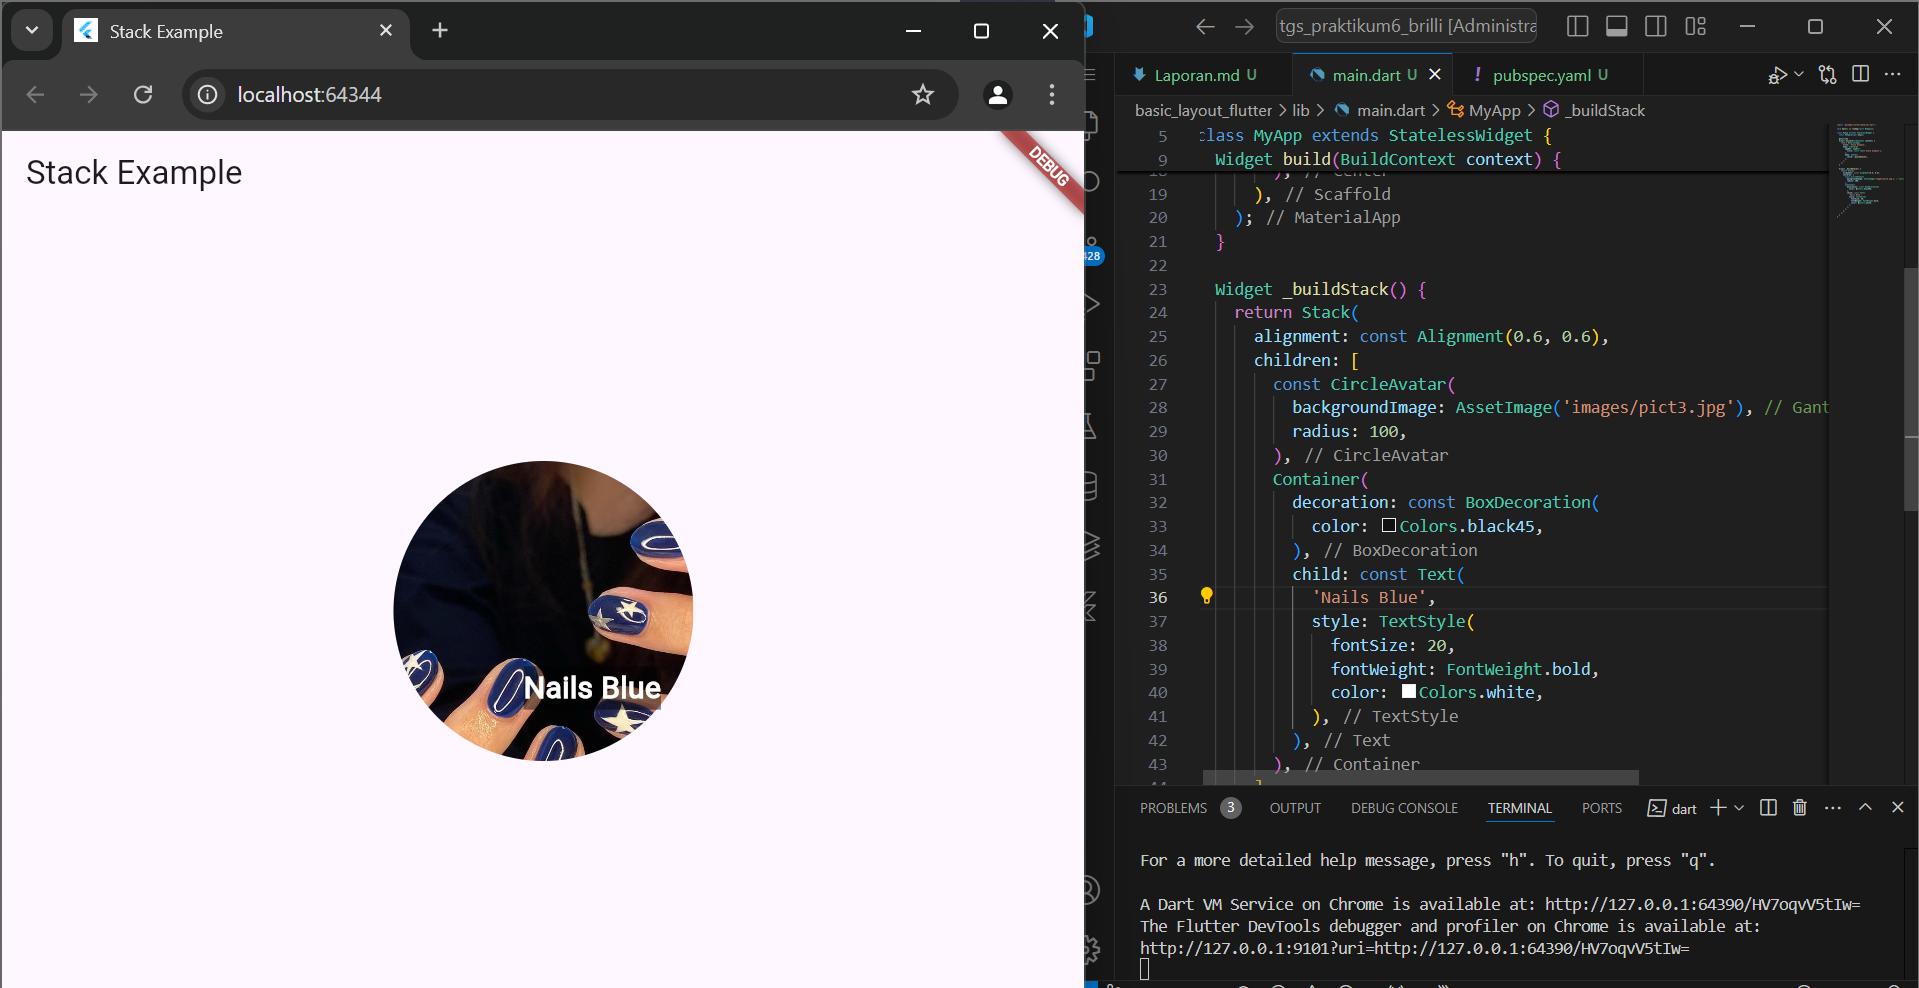 Stack Example
localhost:64344
Stack Example
DEBUG
Nails Blue
tgs_praktikum6_brilli [Administra
Laporan.md U
main.dart U
! pubspec.yaml U
basic_layout_flutter > lib > main.dart > MyApp > _buildStack
428
5 class MyApp extends StatelessWidget {
9 Widget build(BuildContext context) {
18 ), // Center
19 ), // Scaffold
20 ); // MaterialApp
21 }
22
23 Widget _buildStack() {
24 return Stack(
25 alignment: const Alignment(0.6, 0.6),
26 children: [
27 const CircleAvatar(
28 backgroundImage: AssetImage('images/pict3.jpg'), // Gant
29 radius: 100,
30 ), // CircleAvatar
31 Container(
32 decoration: const BoxDecoration(
33 color: Colors.black45,
34 ), // BoxDecoration
35 child: const Text(
36 'Nails Blue',
37 style: TextStyle(
38 fontSize: 20,
39 fontWeight: FontWeight.bold,
40 color: Colors.white,
41 ), // TextStyle
42 ), // Text
43 ), // Container
44 ]
PROBLEMS 3 OUTPUT DEBUG CONSOLE TERMINAL PORTS dart
For a more detailed help message, press "h". To quit, press "q".
A Dart VM Service on Chrome is available at: http://127.0.0.1:64390/HV7oqvV5tIw=
The Flutter DevTools debugger and profiler on Chrome is available at:
http://127.0.0.1:9101?uri=http://127.0.0.1:64390/HV7oqvV5tIw=